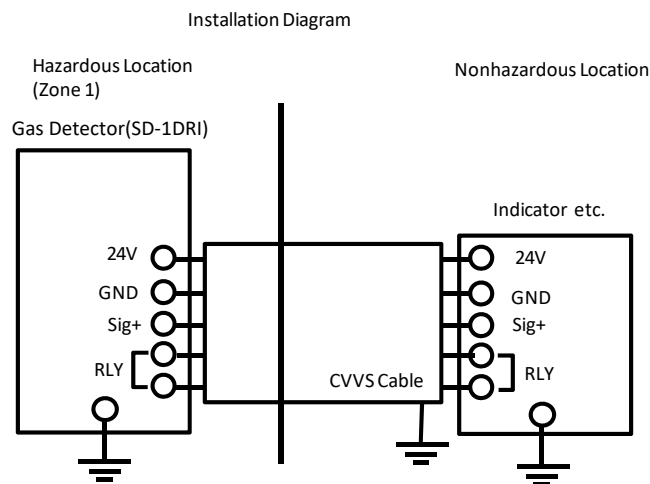 Installation Diagram
Hazardous Location
(Zone 1)
Nonhazardous Location
Gas Detector(SD-1DRI)
Indicator etc.
24V
GND
Sig+
RLY
CVVS Cable
24V
GND
Sig+
RLY